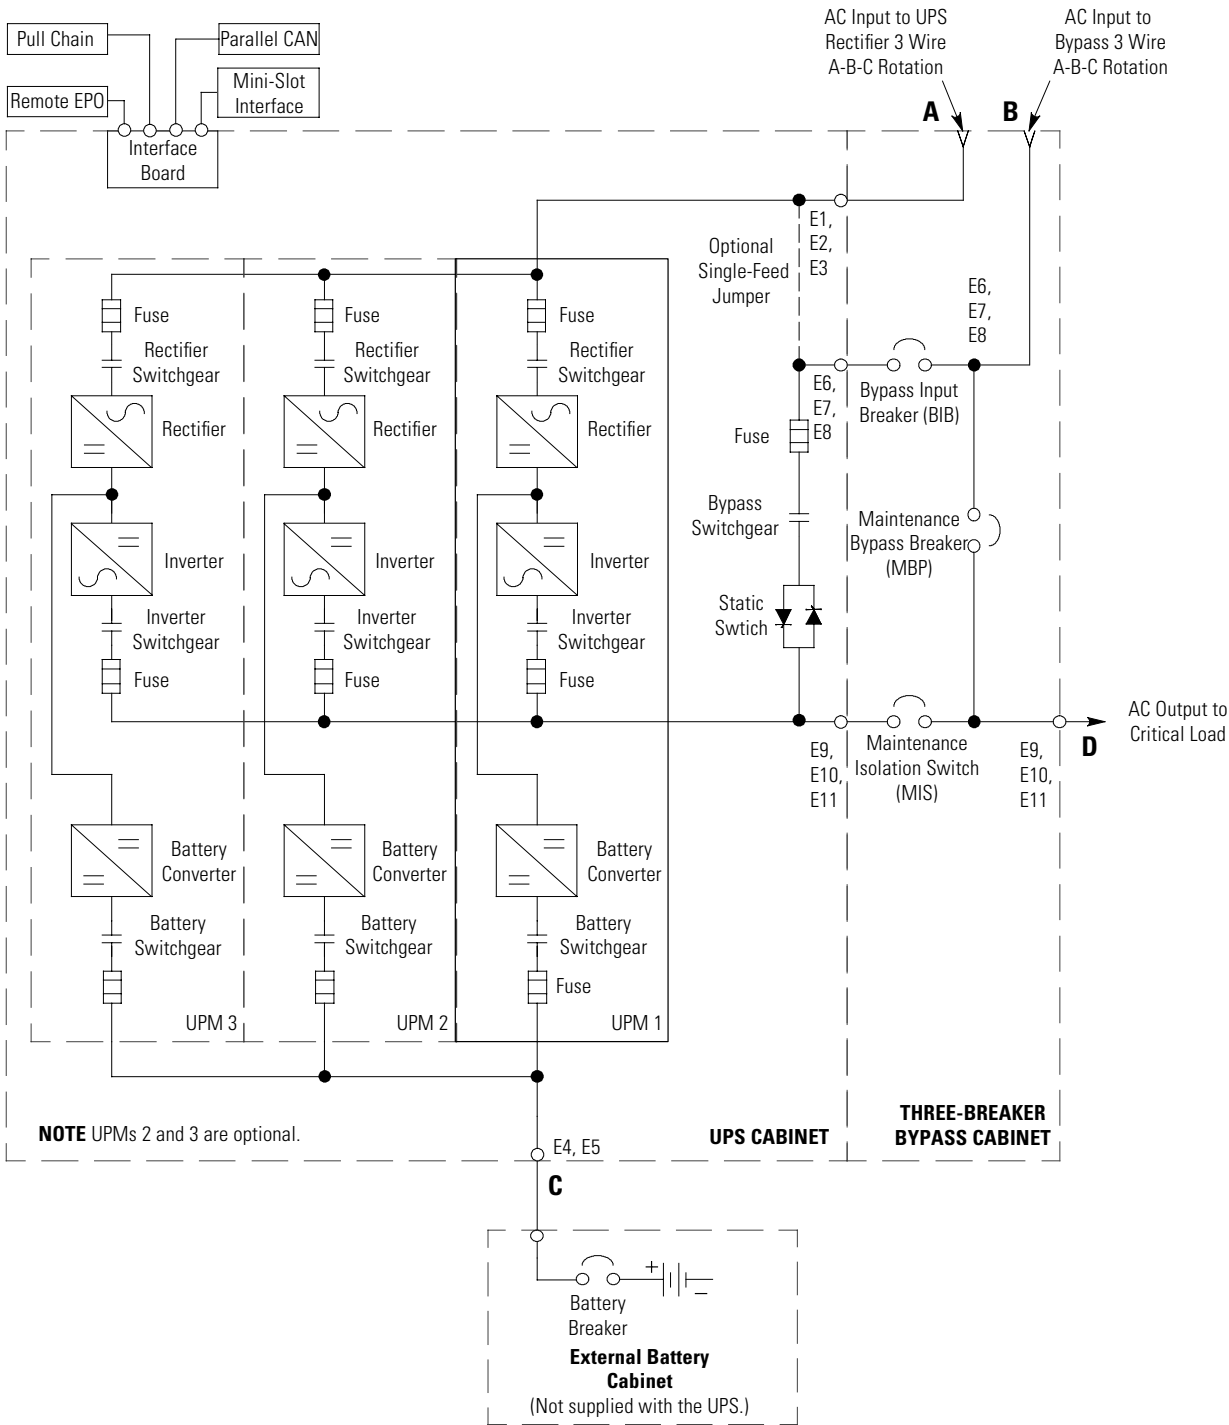 Pull Chain
Parallel CAN
Remote EPO
Mini-Slot
Interface
Interface
Board
AC Input to UPS
Rectifier 3 Wire
A-B-C Rotation
AC Input to
Bypass 3 Wire
A-B-C Rotation
A
B
E1,
E2,
E3
Optional
Single-Feed
Jumper
E6,
E7,
E8
Fuse
Fuse
Fuse
Rectifier
Switchgear
Rectifier
Switchgear
Rectifier
Switchgear
Rectifier
Rectifier
Rectifier
E6,
E7,
E8
Bypass Input
Breaker (BIB)
Fuse
Bypass
Switchgear
Maintenance
Bypass Breaker
(MBP)
Inverter
Inverter
Inverter
Static
Swtich
Inverter
Switchgear
Inverter
Switchgear
Inverter
Switchgear
Fuse
Fuse
Fuse
AC Output to
Critical Load
D
E9,
E10,
E11
Maintenance
Isolation Switch
(MIS)
E9,
E10,
E11
Battery
Converter
Battery
Converter
Battery
Converter
Battery
Switchgear
Battery
Switchgear
Battery
Switchgear
Fuse
UPM 3
UPM 2
UPM 1
NOTE UPMs 2 and 3 are optional.
UPS CABINET
THREE-BREAKER
BYPASS CABINET
E4, E5
C
+
–
Battery
Breaker
External Battery
Cabinet
(Not supplied with the UPS.)